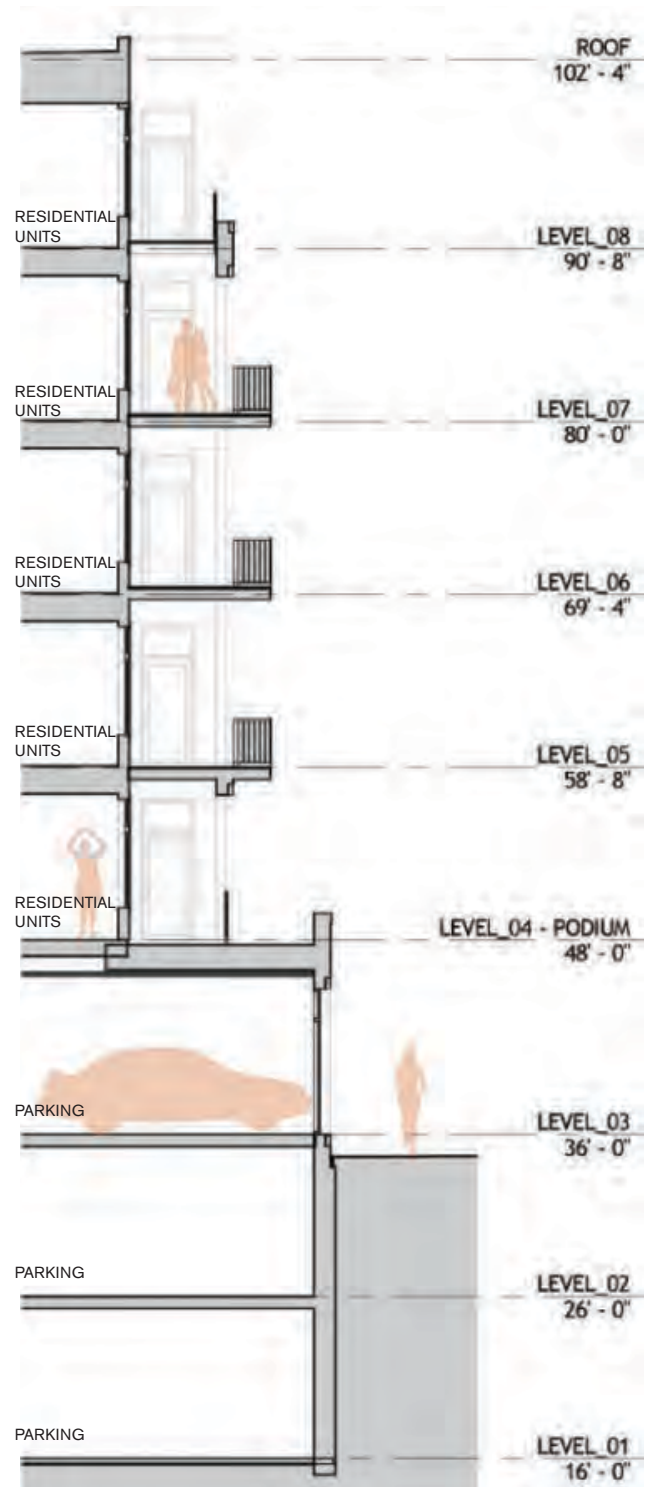 ROOF
102' - 4"
RESIDENTIAL
UNITS
LEVEL_08
90' - 8"
RESIDENTIAL
UNITS
LEVEL_07
80' - 0"
RESIDENTIAL
UNITS
LEVEL_06
69' - 4"
RESIDENTIAL
UNITS
LEVEL_05
58' - 8"
RESIDENTIAL
UNITS
LEVEL_04 - PODIUM
48' - 0"
PARKING
LEVEL_03
36' - 0"
PARKING
LEVEL_02
26' - 0"
PARKING
LEVEL_01
16' - 0"